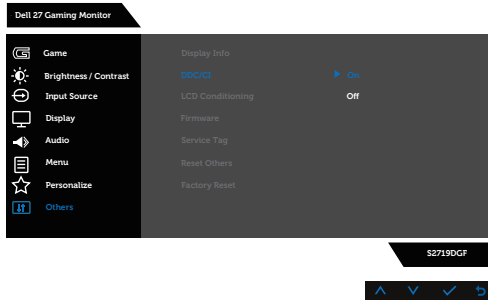 Dell 27 Gaming Monitor
Game
Display Info
Brightness / Contrast
DDC/CI
On
Input Source
LCD Conditioning
Off
Display
Firmware
Audio
Service Tag
Menu
Reset Others
Personalize
Factory Reset
Others
S2719DGF